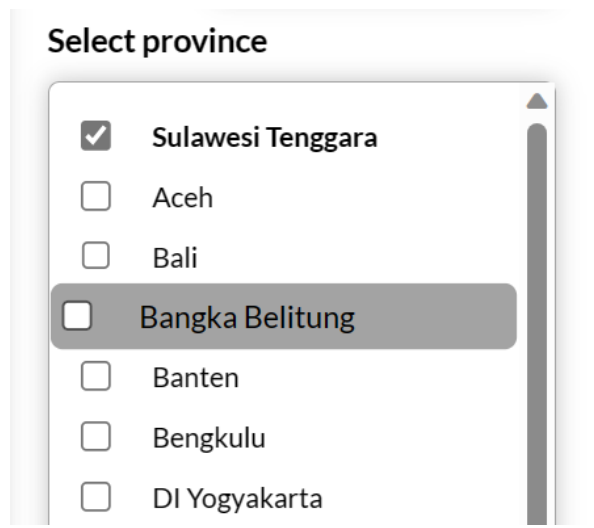 Select province
Sulawesi Tenggara
Aceh
Bali
Bangka Belitung
Banten
Bengkulu
DI Yogyakarta